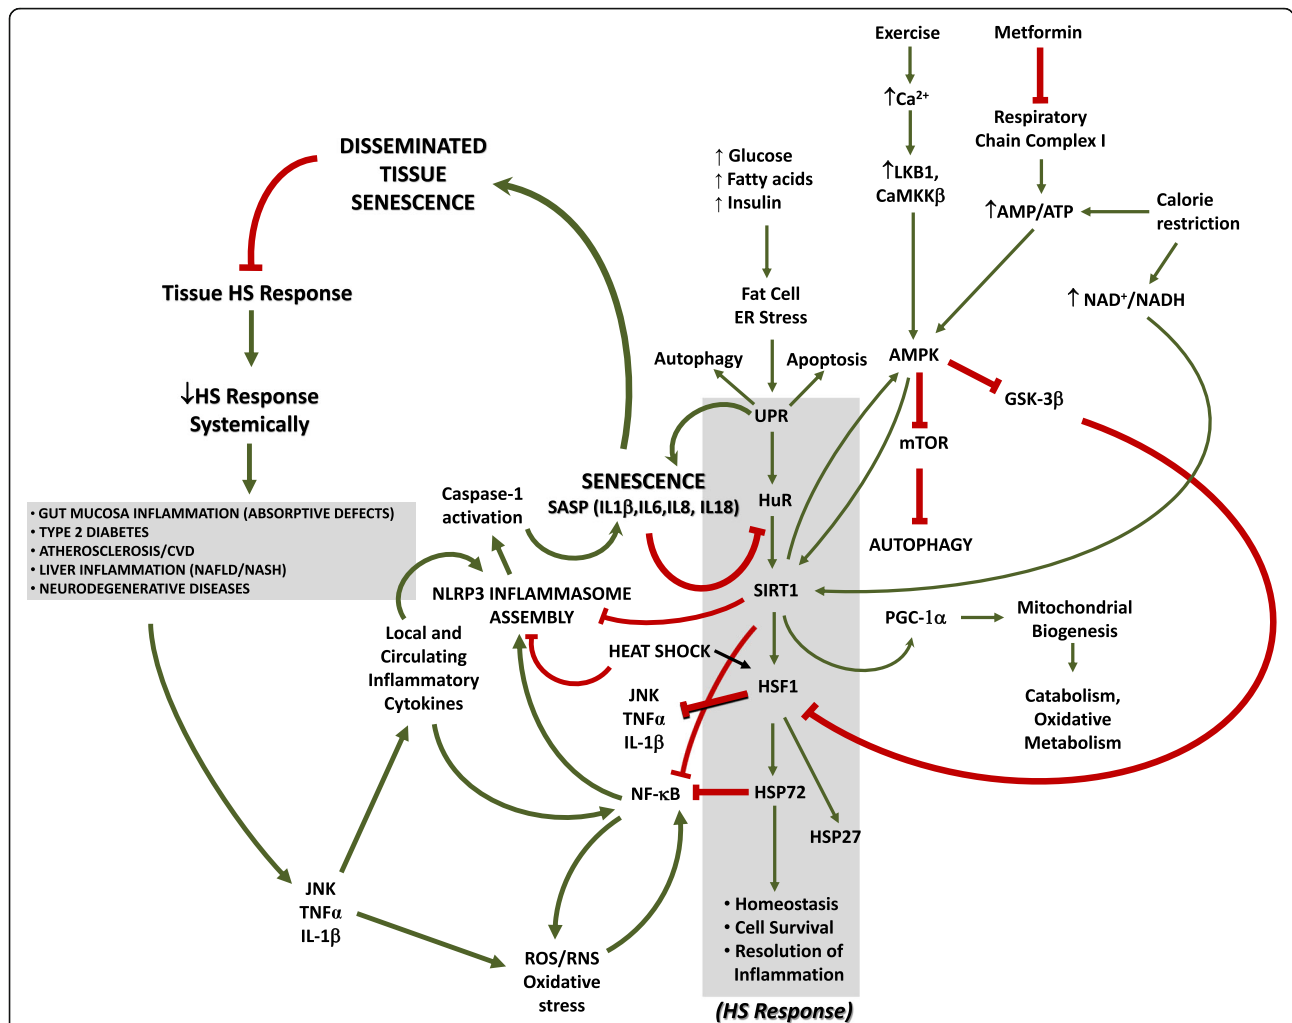 Exercise
Metformin
↑Ca2+
Respiratory
Chain Complex I
↑LKB1,
CaMKKβ
↑AMP/ATP
Calorie
restriction
↑ NAD+/NADH
DISSEMINATED
TISSUE
SENESCENCE
↑ Glucose
↑ Fatty acids
↑ Insulin
Tissue HS Response
Fat Cell
ER Stress
Autophagy
Apoptosis
AMPK
GSK-3β
↓HS Response
Systemically
UPR
mTOR
SENESCENCE
SASP (IL1β,IL6,IL8, IL18)
HuR
Caspase-1
activation
AUTOPHAGY
• GUT MUCOSA INFLAMMATION (ABSORPTIVE DEFECTS)
• TYPE 2 DIABETES
• ATHEROSCLEROSIS/CVD
• LIVER INFLAMMATION (NAFLD/NASH)
• NEURODEGENERATIVE DISEASES
NLRP3 INFLAMMASOME
ASSEMBLY
SIRT1
PGC-1α
Mitochondrial
Biogenesis
Local and
Circulating
Inflammatory
Cytokines
HEAT SHOCK
HSF1
JNK
TNFα
IL-1β
Catabolism,
Oxidative
Metabolism
NF-κB
HSP72
HSP27
JNK
TNFα
IL-1β
ROS/RNS
Oxidative
stress
• Homeostasis
• Cell Survival
• Resolution of
Inflammation
(HS Response)